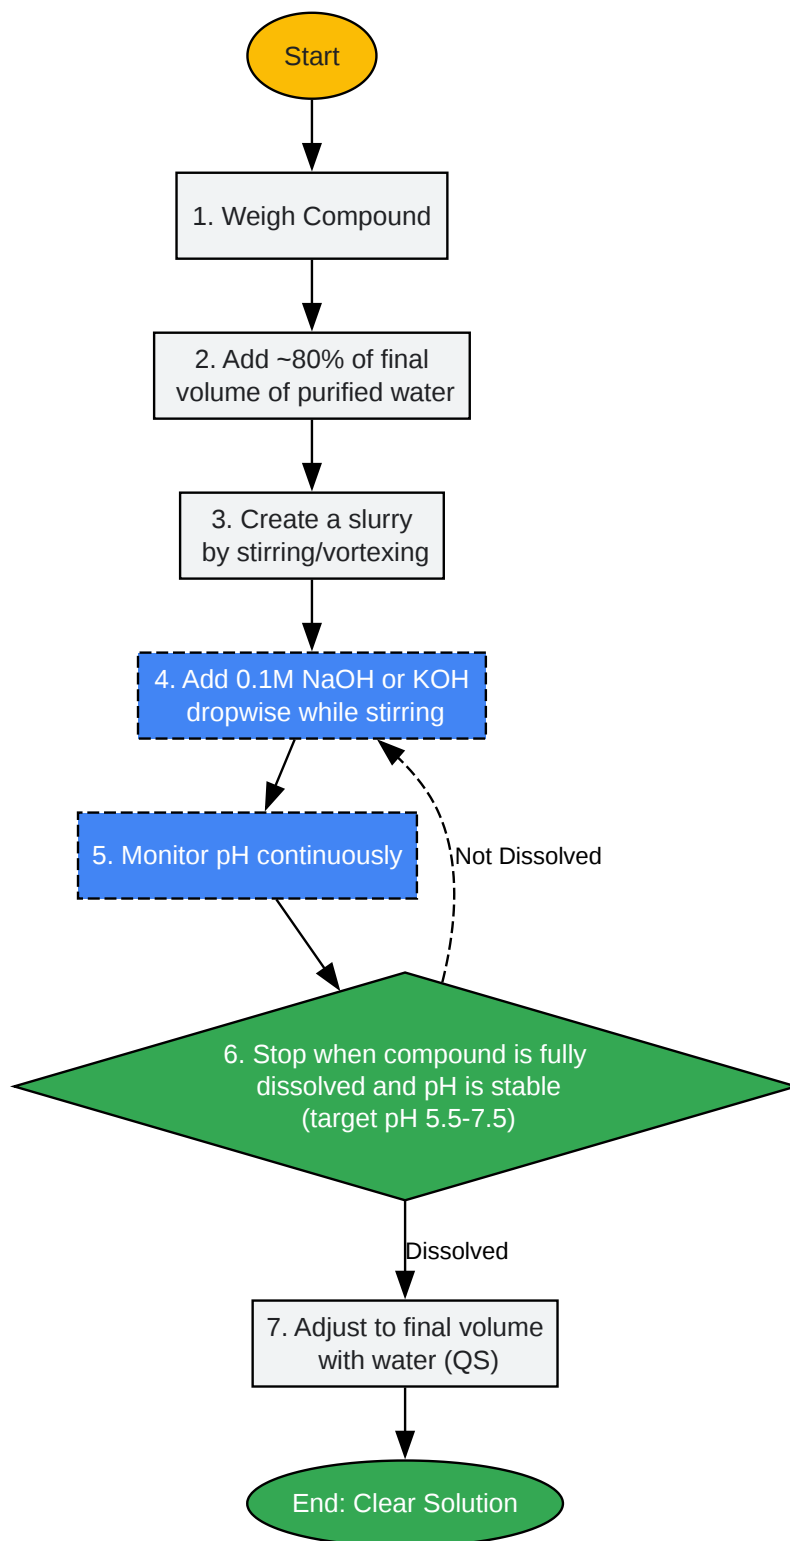 Start
1. Weigh Compound
2. Add ~80% of final
volume of purified water
3. Create a slurry
by stirring/vortexing
4. Add 0.1M NaOH or KOH
dropwise while stirring
5. Monitor pH continuously
Not Dissolved
6. Stop when compound is fully
dissolved and pH is stable
(target pH 5.5-7.5)
Dissolved
7. Adjust to final volume
with water (QS)
End: Clear Solution